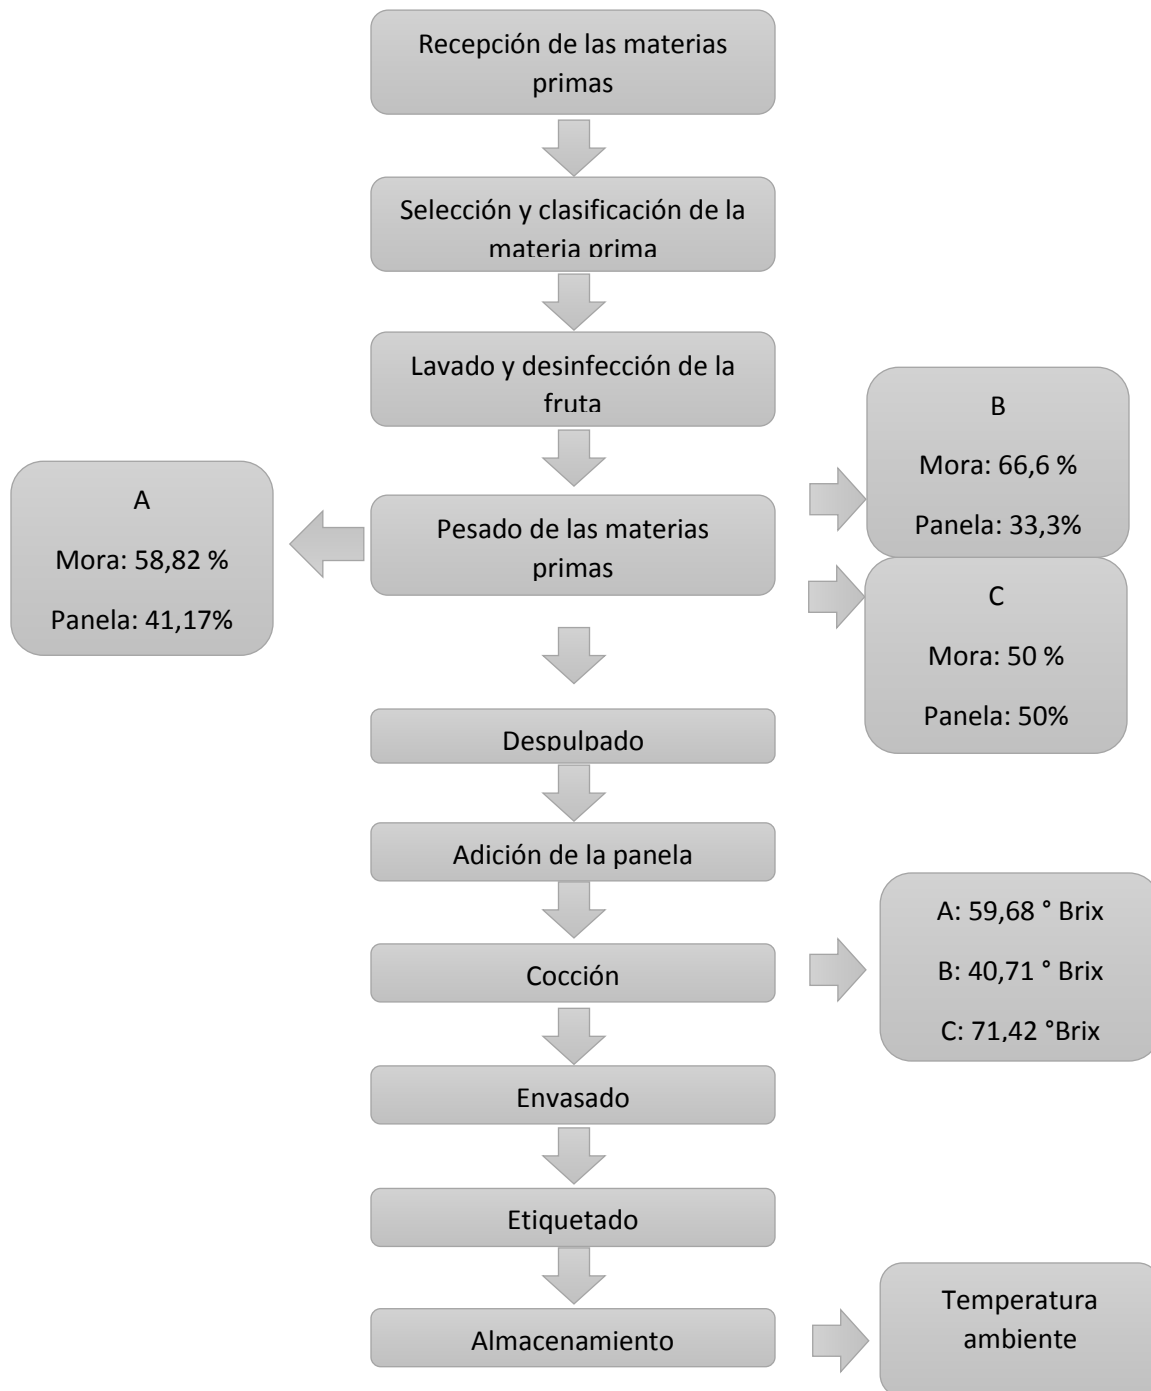 Recepción de las materias
primas
Selección y clasificación de la
materia prima
Lavado y desinfección de la
fruta
B
Mora: 66,6 %
Panela: 33,3%
A
Mora: 58,82 %
Panela: 41,17%
Pesado de las materias
primas
C
Mora: 50 %
Panela: 50%
Despulpado
Adición de la panela
A: 59,68 ° Brix
B: 40,71 ° Brix
C: 71,42 °Brix
Cocción
Envasado
Etiquetado
Temperatura
ambiente
Almacenamiento